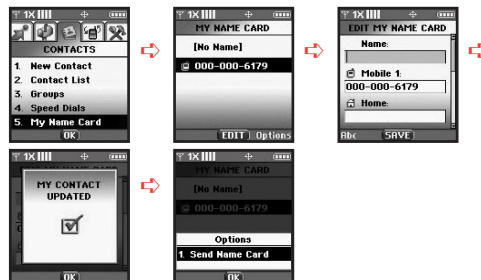 1X
CONTACTS
1. New Contact
2. Contact List
3. Groups
4. Speed Dials
5. My Name Card
OK
1X
MY NAME CARD
[No Name]
000-000-6179
EDIT Options
1X
EDIT MY NAME CARD
Name:
Mobile 1:
000-000-6179
Home:
Abc SAVE
1X
MY CONTACT
UPDATED
OK
1X
MY NAME CARD
[No Name]
000-000-6179
Options
1. Send Name Card
OK